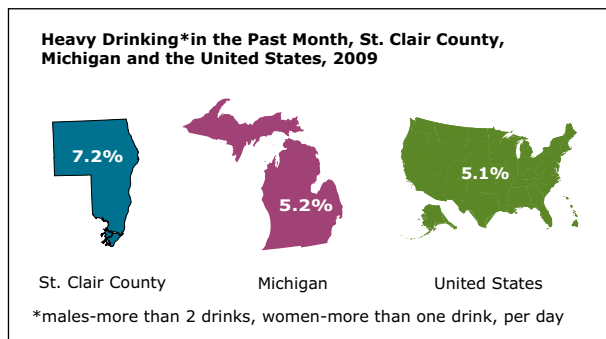 Heavy Drinking*in the Past Month, St. Clair County,
Michigan and the United States, 2009
7.2%
5.2%
5.1%
St. Clair County
Michigan
United States
*males-more than 2 drinks, women-more than one drink, per day